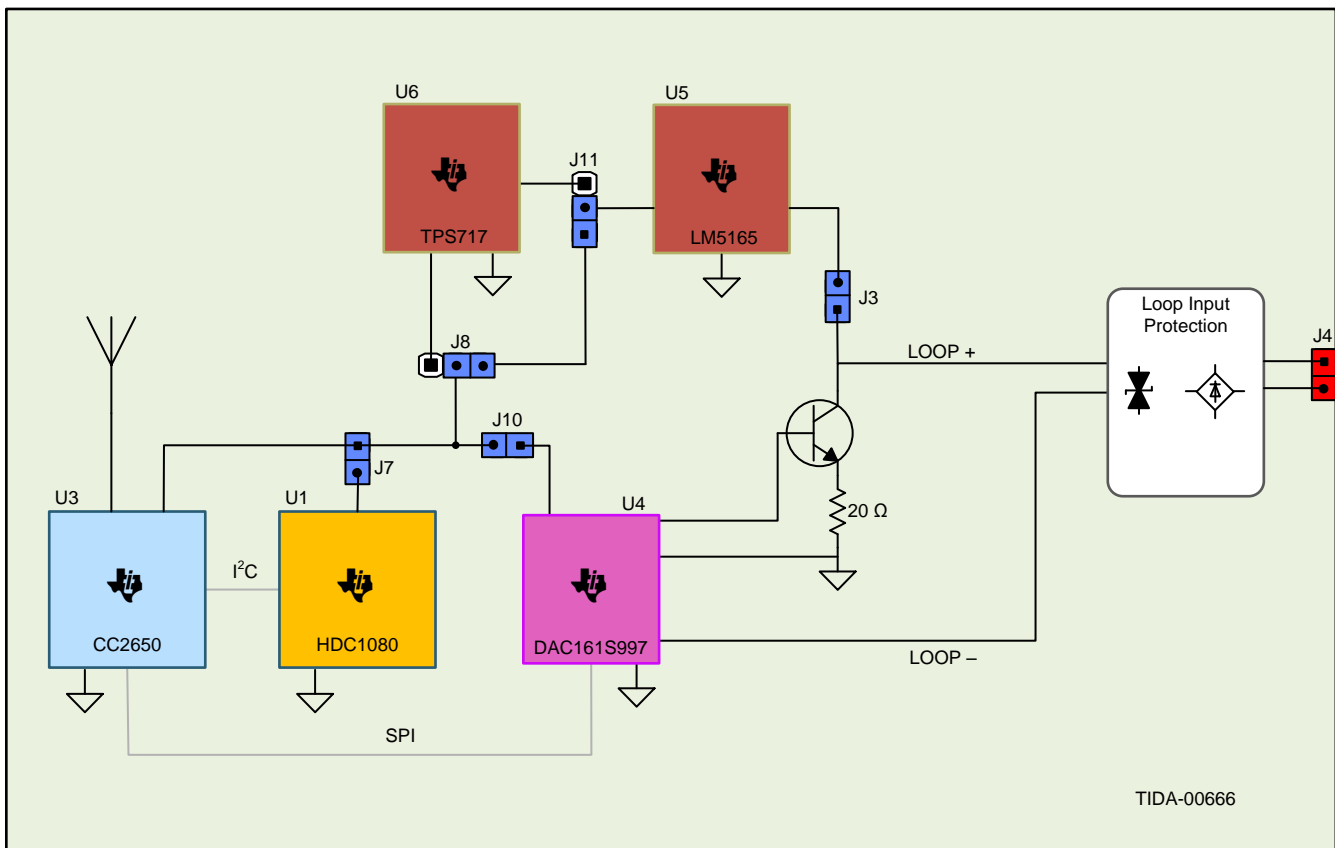 U6
U5
J11
TPS717
LM5165
J3
Loop Input
Protection
J4
J8
LOOP +
J10
J7
U3
U1
U4
20 Ω
I²C
CC2650
HDC1080
DAC161S997
LOOP –
SPI
TIDA-00666